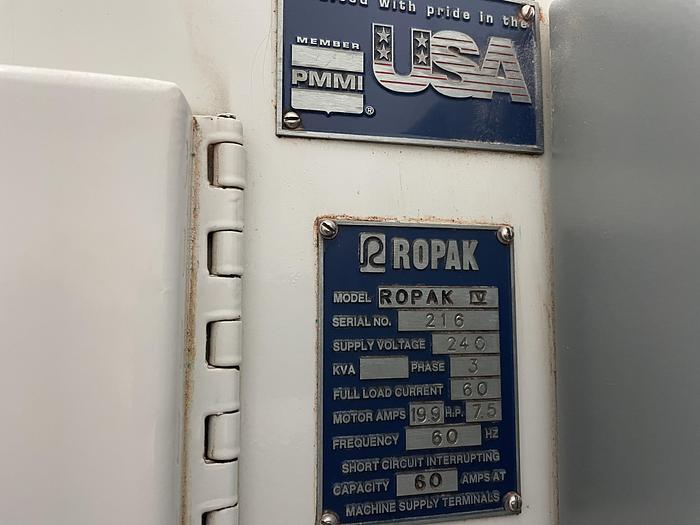 with pride in the
MEMBER
PMMI
®
USA
ROPAK
MODEL ROPAK IV
SERIAL NO. 216
SUPPLY VOLTAGE 240
KVA PHASE 3
FULL LOAD CURRENT 60
MOTOR AMPS 19.9 H.P. 7.5
FREQUENCY 60 HZ
SHORT CIRCUIT INTERRUPTING
CAPACITY 60 AMPS AT
MACHINE SUPPLY TERMINALS